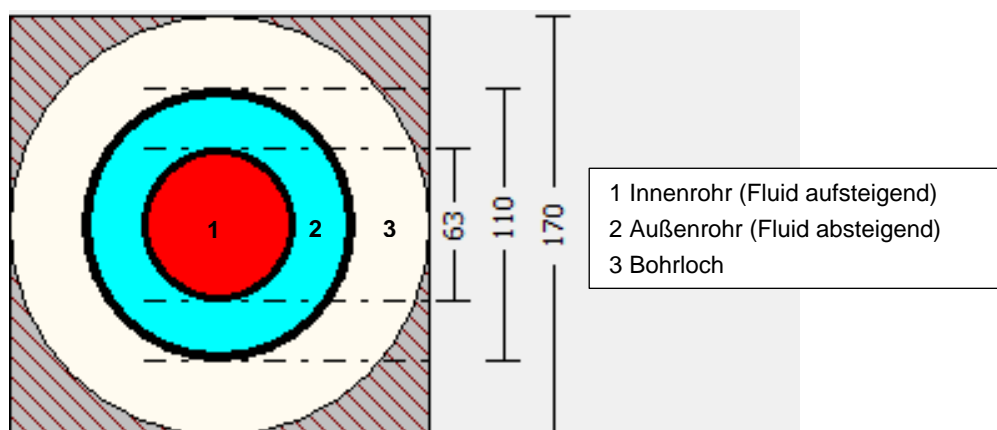 1
2
3
63
110
170
1 Innenrohr (Fluid aufsteigend)
2 Außenrohr (Fluid absteigend)
3 Bohrloch